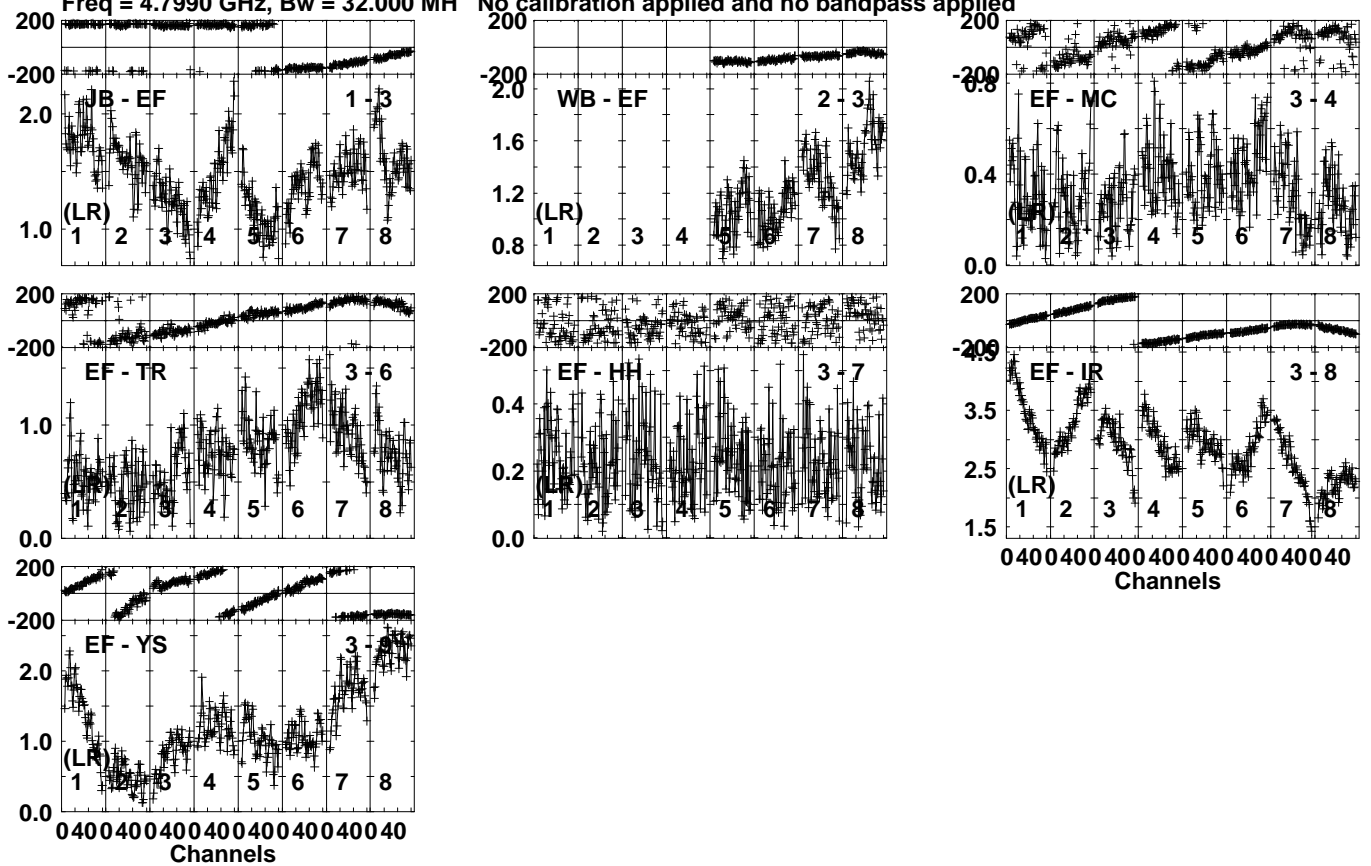 Freq = 4.7990 GHz, Bw = 32.000 MH No calibration applied and no bandpass applied
200
-200
JB - EF 1 - 3
2.0
1.0
(LR)
1 2 3 4 5 6 7 8
200
-200
WB - EF 2 - 3
2.0
1.6
1.2
0.8
(LR)
1 2 3 4 5 6 7 8
200
-200
EF - MC 3 - 4
0.8
0.4
0.0
(LR)
1 2 3 4 5 6 7 8
200
-200
EF - TR 3 - 6
1.0
0.0
(LR)
1 2 3 4 5 6 7 8
200
-200
EF - HH 3 - 7
0.4
0.2
0.0
(LR)
1 2 3 4 5 6 7 8
200
-200
EF - IR 3 - 8
4.5
3.5
2.5
1.5
(LR)
1 2 3 4 5 6 7 8
0 40 0 40 0 40 0 40 0 40 0 40 0 40 0 40
Channels
200
-200
EF - YS 3 - 9
2.0
1.0
0.0
(LR)
1 2 3 4 5 6 7 8
0 40 0 40 0 40 0 40 0 40 0 40 0 40 0 40
Channels